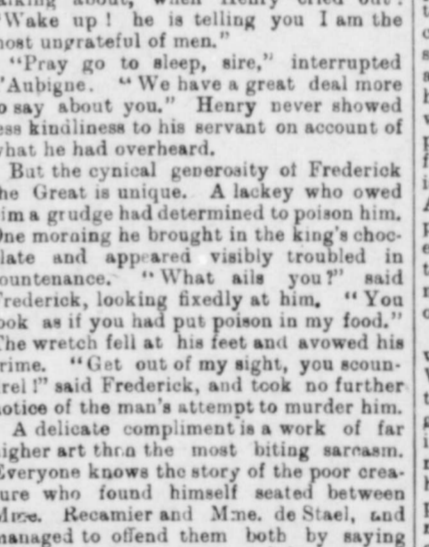 "Wake up! he is telling you I am the
most ungrateful of men."
"Pray go to sleep, sire," interrupted
D'Aubigne. "We have a great deal more
to say about you." Henry never showed
less kindliness to his servant on account of
what he had overheard.
But the cynical generosity of Frederick
the Great is unique. A lackey who owed
him a grudge had determined to poison him.
One morning he brought in the king's choc-
olate and appeared visibly troubled in
countenance. "What ails you?" said
Frederick, looking fixedly at him. "You
look as if you had put poison in my food."
The wretch fell at his feet and avowed his
crime. "Get out of my sight, you scoun-
drel!" said Frederick, and took no further
notice of the man's attempt to murder him.
A delicate compliment is a work of far
higher art than the most biting sarcasm.
Everyone knows the story of the poor crea-
ture who found himself seated between
Mme. Recamier and Mme. de Stael, and
managed to offend them both by saying